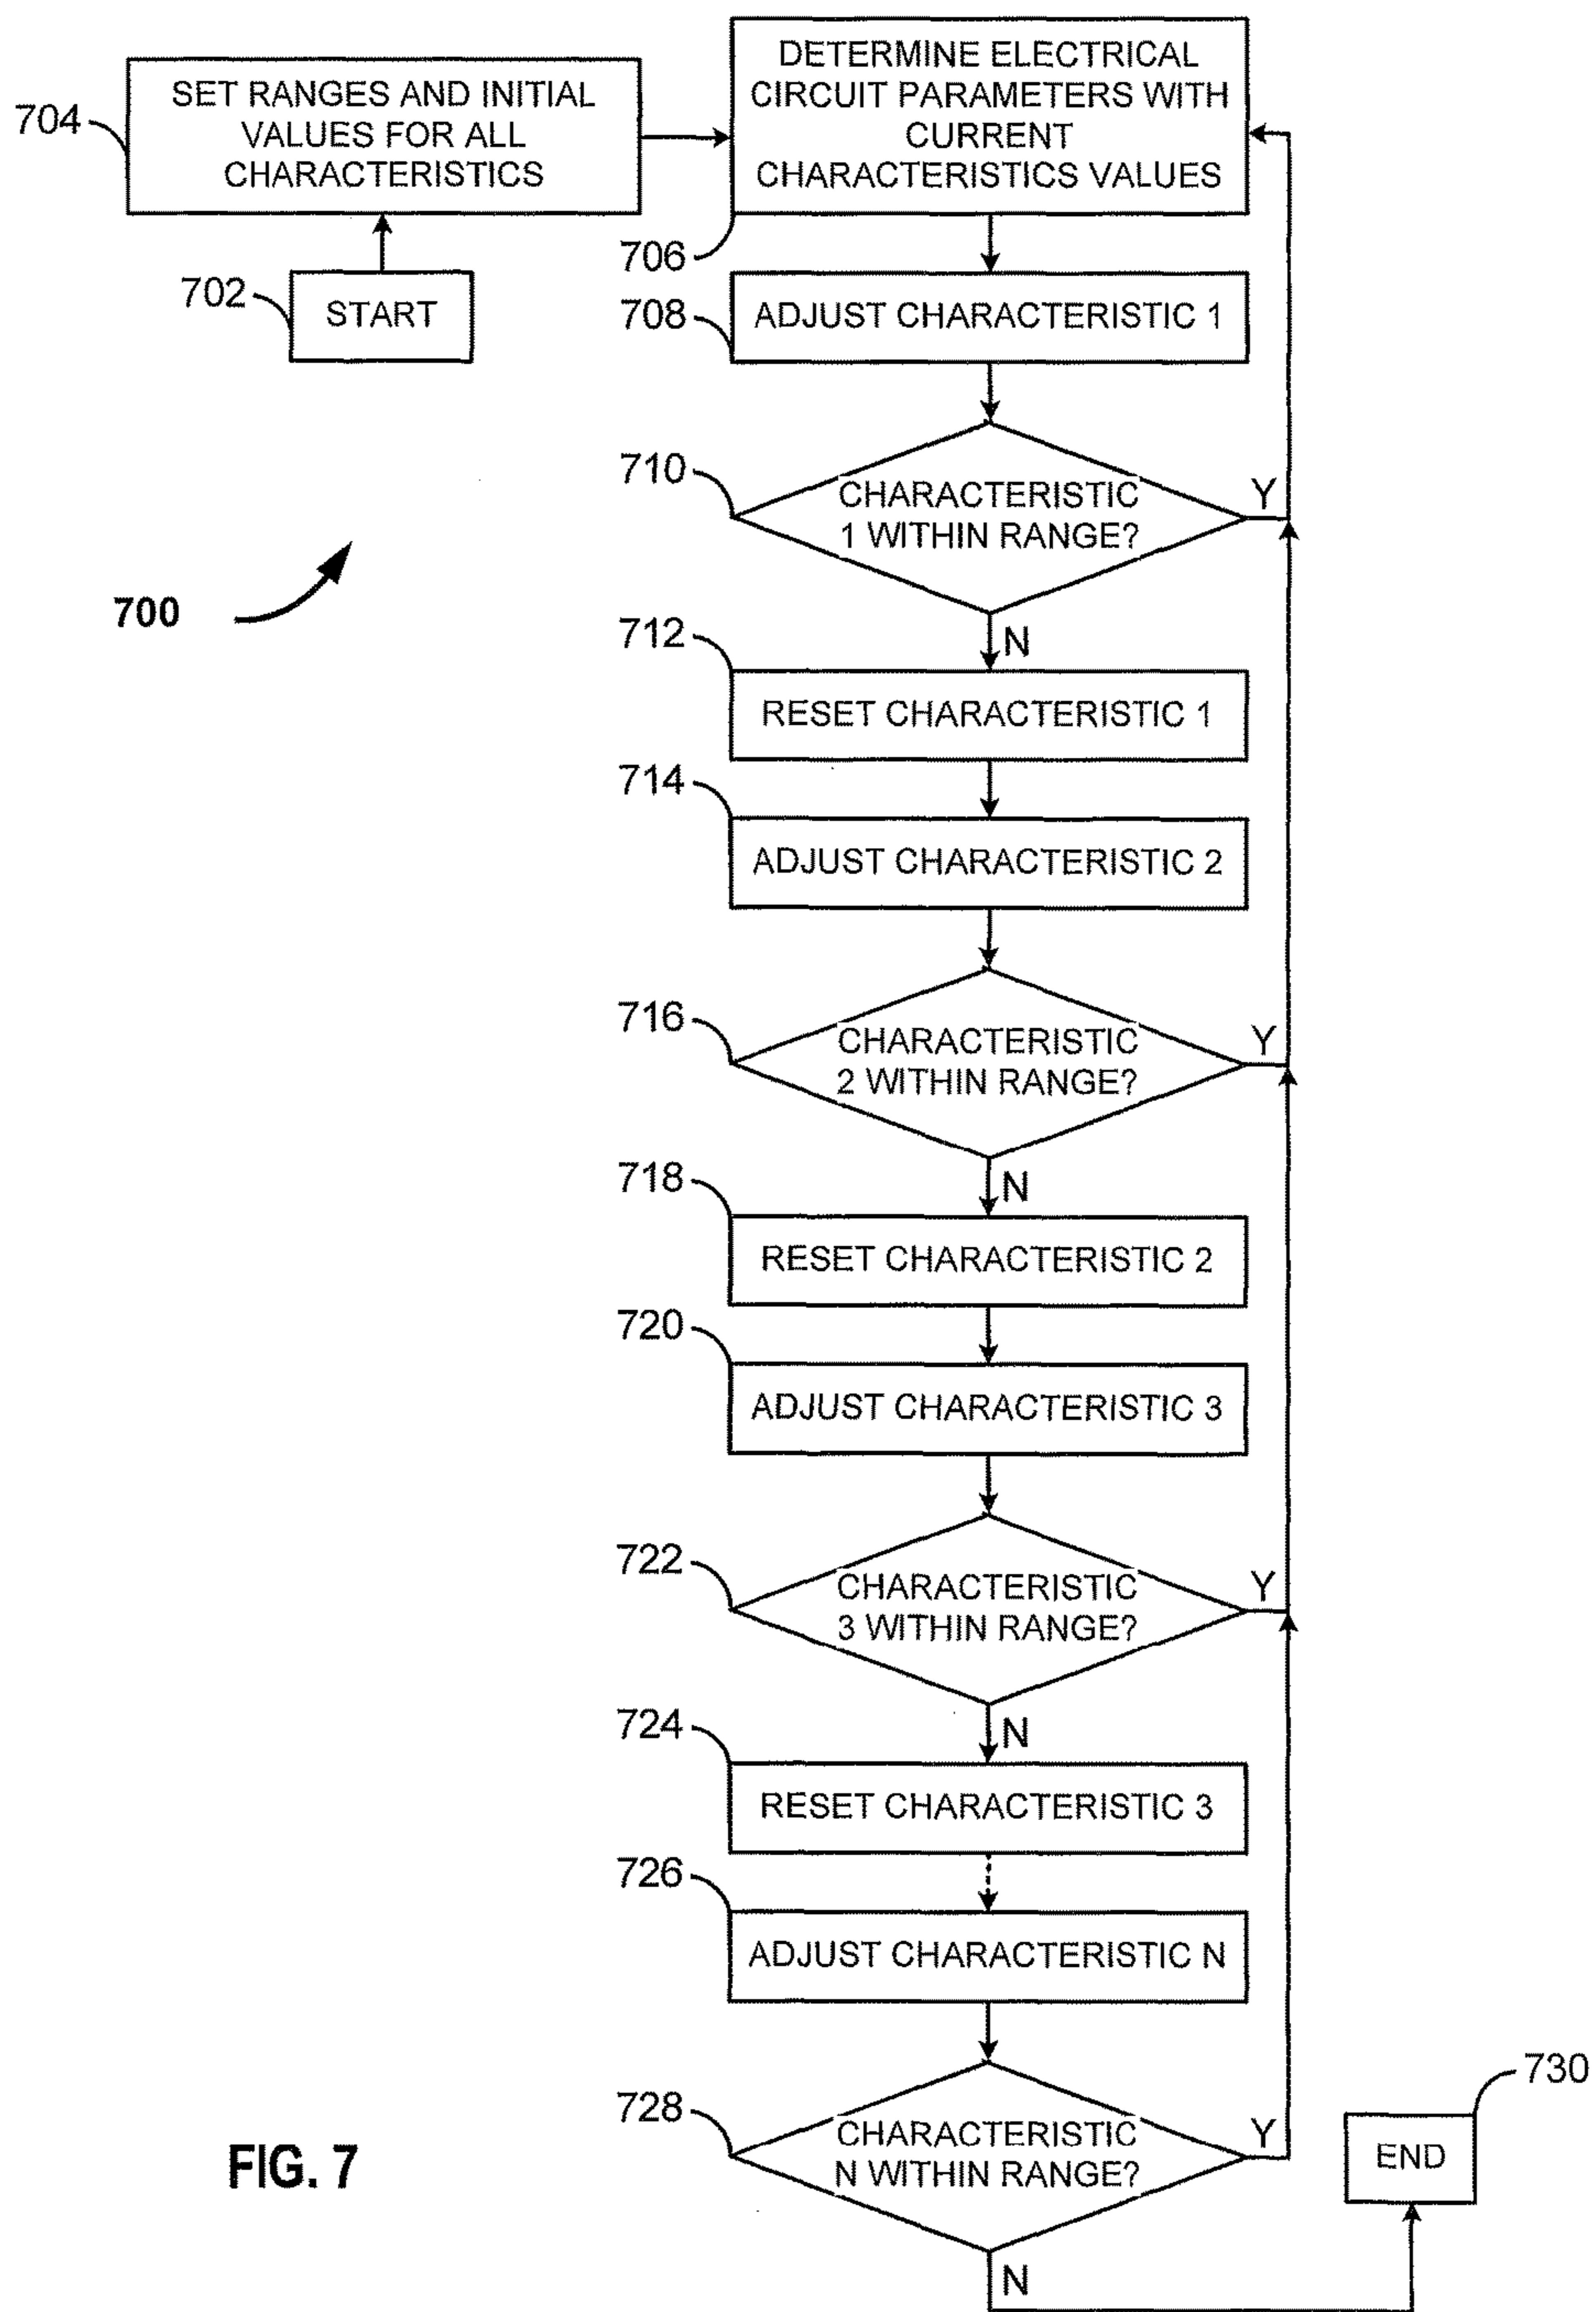 704
SET RANGES AND INITIAL
VALUES FOR ALL
CHARACTERISTICS
702
START
DETERMINE ELECTRICAL
CIRCUIT PARAMETERS WITH
CURRENT
CHARACTERISTICS VALUES
706
708
ADJUST CHARACTERISTIC 1
710
CHARACTERISTIC
1 WITHIN RANGE?
Y
N
700
712
RESET CHARACTERISTIC 1
714
ADJUST CHARACTERISTIC 2
716
CHARACTERISTIC
2 WITHIN RANGE?
Y
N
718
RESET CHARACTERISTIC 2
720
ADJUST CHARACTERISTIC 3
722
CHARACTERISTIC
3 WITHIN RANGE?
Y
N
724
RESET CHARACTERISTIC 3
726
ADJUST CHARACTERISTIC N
728
CHARACTERISTIC
N WITHIN RANGE?
Y
N
730
END
FIG. 7